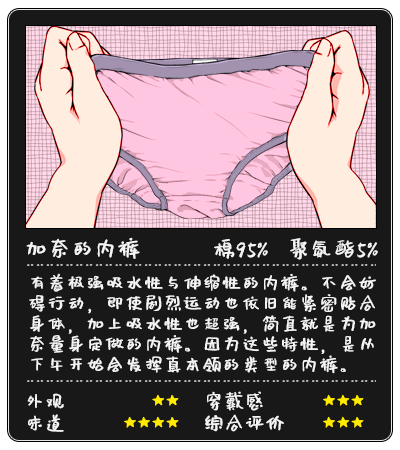 加奈的内裤 棉95% 聚氨酯5%
有着极强吸水性与伸缩性的内裤。不会妨
碍行动，即使剧烈运动也依旧能紧密贴合
身体，加上吸水性也超强，简直就是为加
奈量身定做的内裤。因为这些特性，是从
下午开始会发挥真本领的类型的内裤。
外观 ★★ 穿戴感 ★★★
味道 ★★★★ 综合评价 ★★★